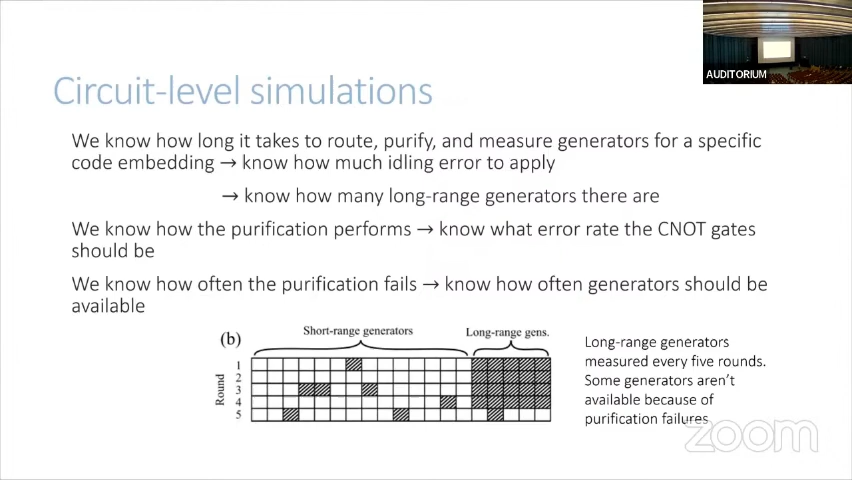 AUDITORIUM
Circuit-level simulations
We know how long it takes to route, purify, and measure generators for a specific
code embedding → know how much idling error to apply
→ know how many long-range generators there are
We know how the purification performs → know what error rate the CNOT gates
should be
We know how often the purification fails → know how often generators should be
available
(b)
Short-range generators
Long-range gens.
Round
1
2
3
4
5
Long-range generators
measured every five rounds.
Some generators aren't
available because of
purification failures
zoom